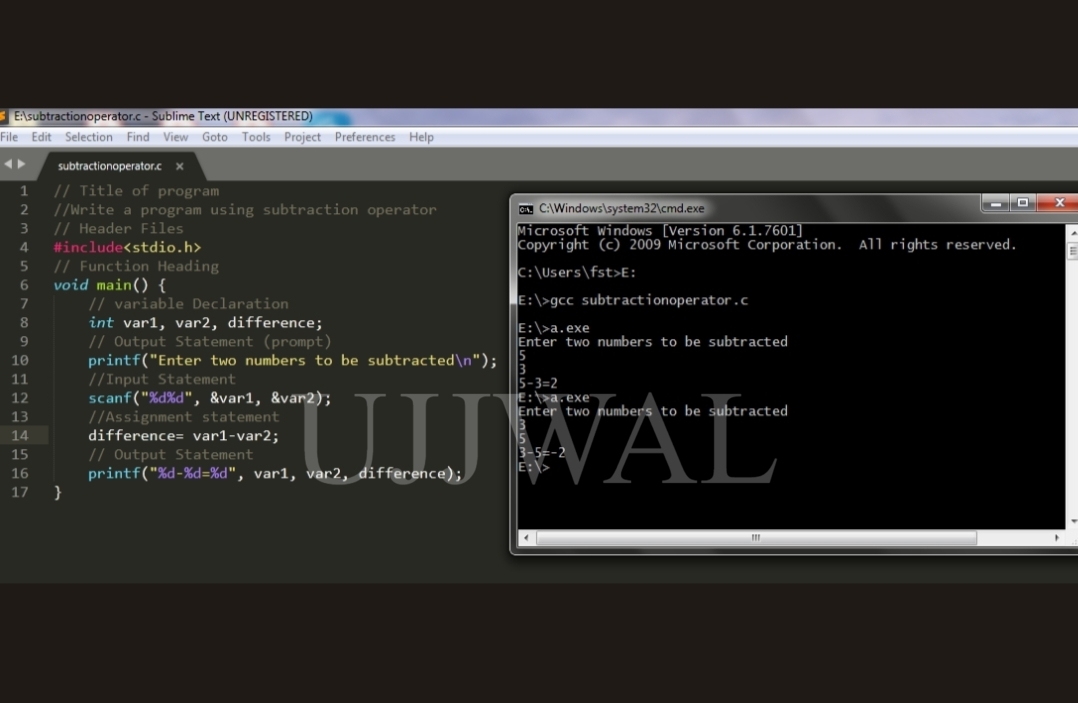 E:\subtractionoperator.c - Sublime Text (UNREGISTERED)
File Edit Selection Find View Goto Tools Project Preferences Help
subtractionoperator.c ×
1 // Title of program
2 //Write a program using subtraction operator
3 // Header Files
4 #include<stdio.h>
5 // Function Heading
6 void main() {
7 // variable Declaration
8 int var1, var2, difference;
9 // Output Statement (prompt)
10 printf("Enter two numbers to be subtracted\n");
11 //Input Statement
12 scanf("%d%d", &var1, &var2);
13 //Assignment statement
14 difference= var1-var2;
15 // Output Statement
16 printf("%d-%d=%d", var1, var2, difference);
17 }
C:\Windows\system32\cmd.exe
Microsoft Windows [Version 6.1.7601]
Copyright (c) 2009 Microsoft Corporation. All rights reserved.
C:\Users\fst>E:
E:\>gcc subtractionoperator.c
E:\>a.exe
Enter two numbers to be subtracted
5
3
5-3=2
E:\>a.exe
Enter two numbers to be subtracted
3
5
3-5=-2
E:\>
UJJWAL